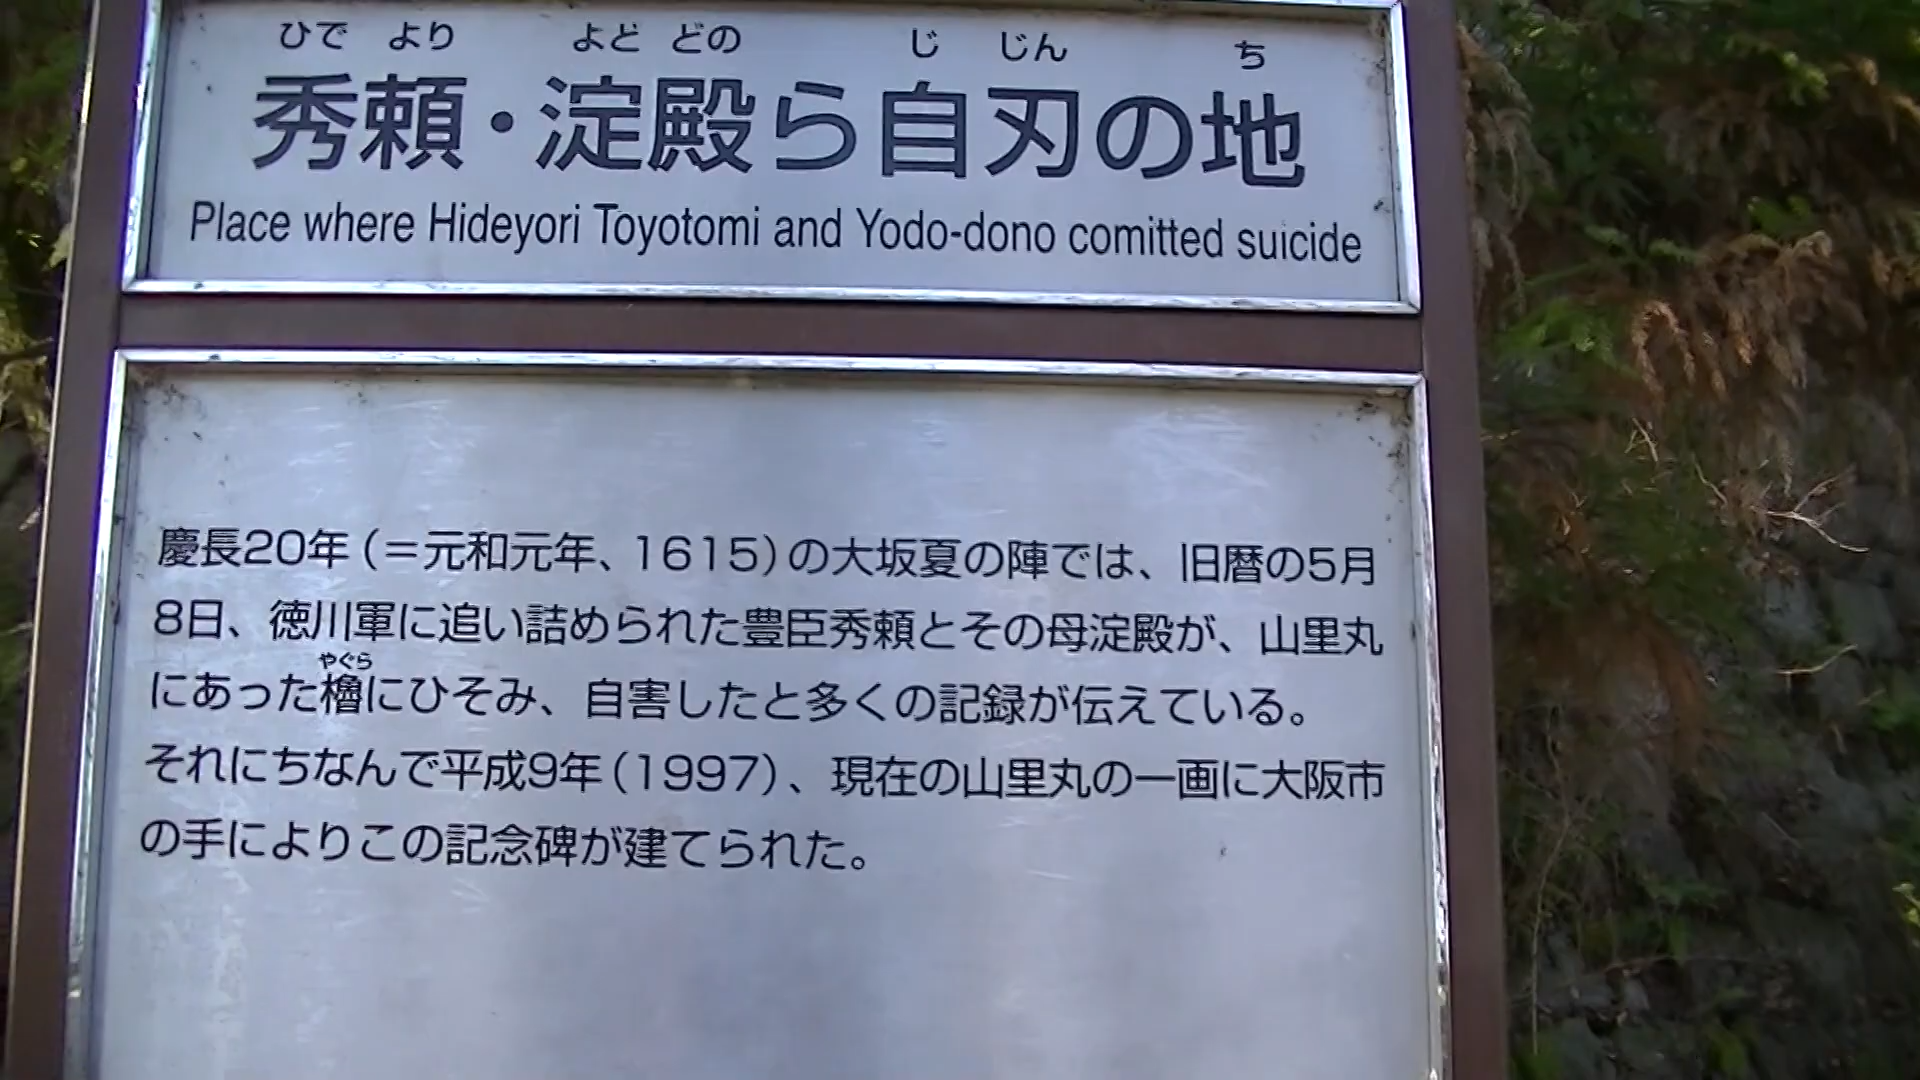 ひで より よど どの じ じん ち
秀頼・淀殿ら自刃の地
Place where Hideyori Toyotomi and Yodo-dono comitted suicide
慶長20年(=元和元年、1615)の大坂夏の陣では、旧暦の5月
8日、徳川軍に追い詰められた豊臣秀頼とその母淀殿が、山里丸
やぐら
にあった櫓にひそみ、自害したと多くの記録が伝えている。
それにちなんで平成9年(1997)、現在の山里丸の一画に大阪市
の手によりこの記念碑が建てられた。